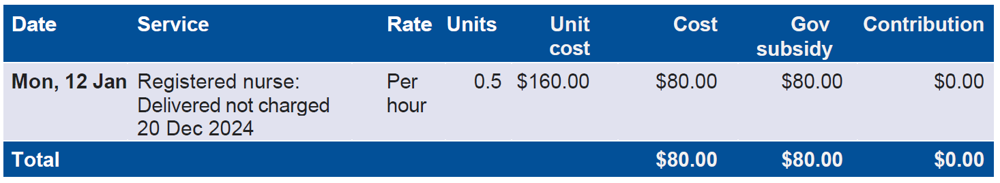 Date Service Rate Units Unit cost Cost Gov subsidy Contribution
Mon, 12 Jan Registered nurse: Per 0.5 $160.00 $80.00 $80.00 $0.00
Delivered not charged hour
20 Dec 2024
Total $80.00 $80.00 $0.00